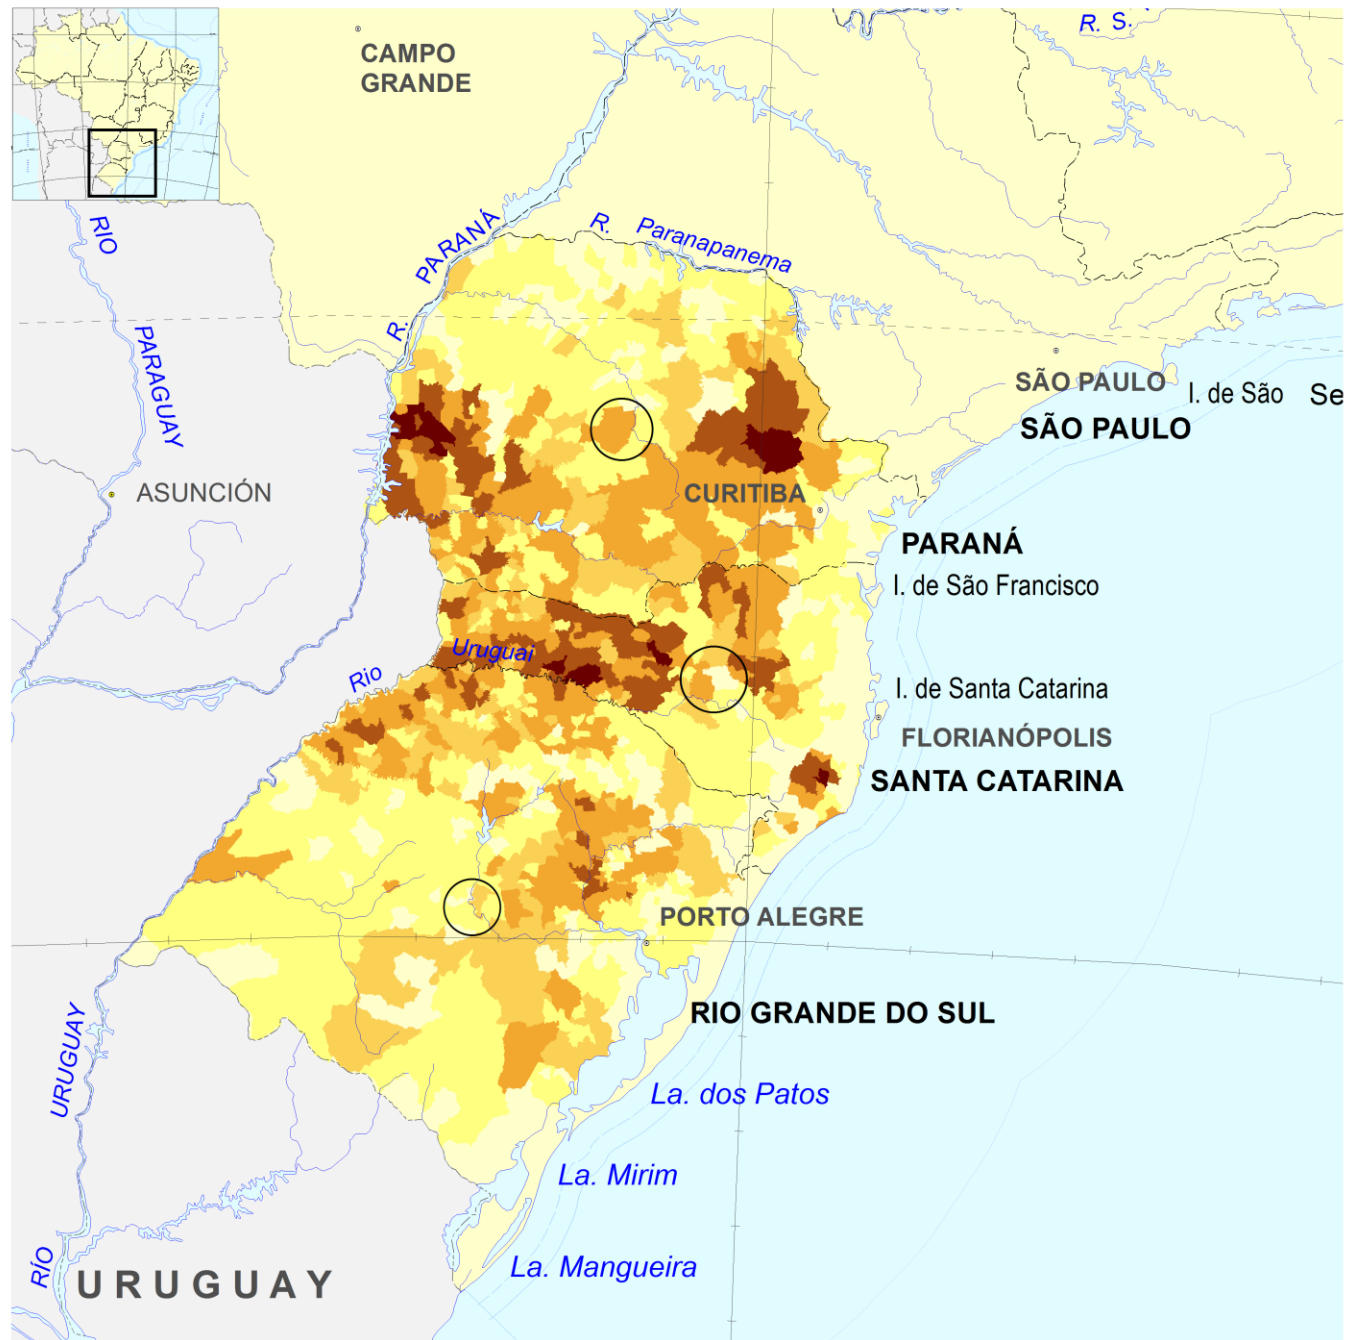 R. S.
CAMPO
GRANDE
RIO
PARAGUAY
R.
PARANÁ
R.
Paranapanema
SÃO PAULO
I. de São
Se
SÃO PAULO
ASUNCIÓN
CURITIBA
PARANÁ
I. de São Francisco
Rio
Uruguai
I. de Santa Catarina
FLORIANÓPOLIS
SANTA CATARINA
PORTO ALEGRE
RIO GRANDE DO SUL
URUGUAY
RÍO
La. dos Patos
La. Mirim
La. Mangueira
URUGUAY